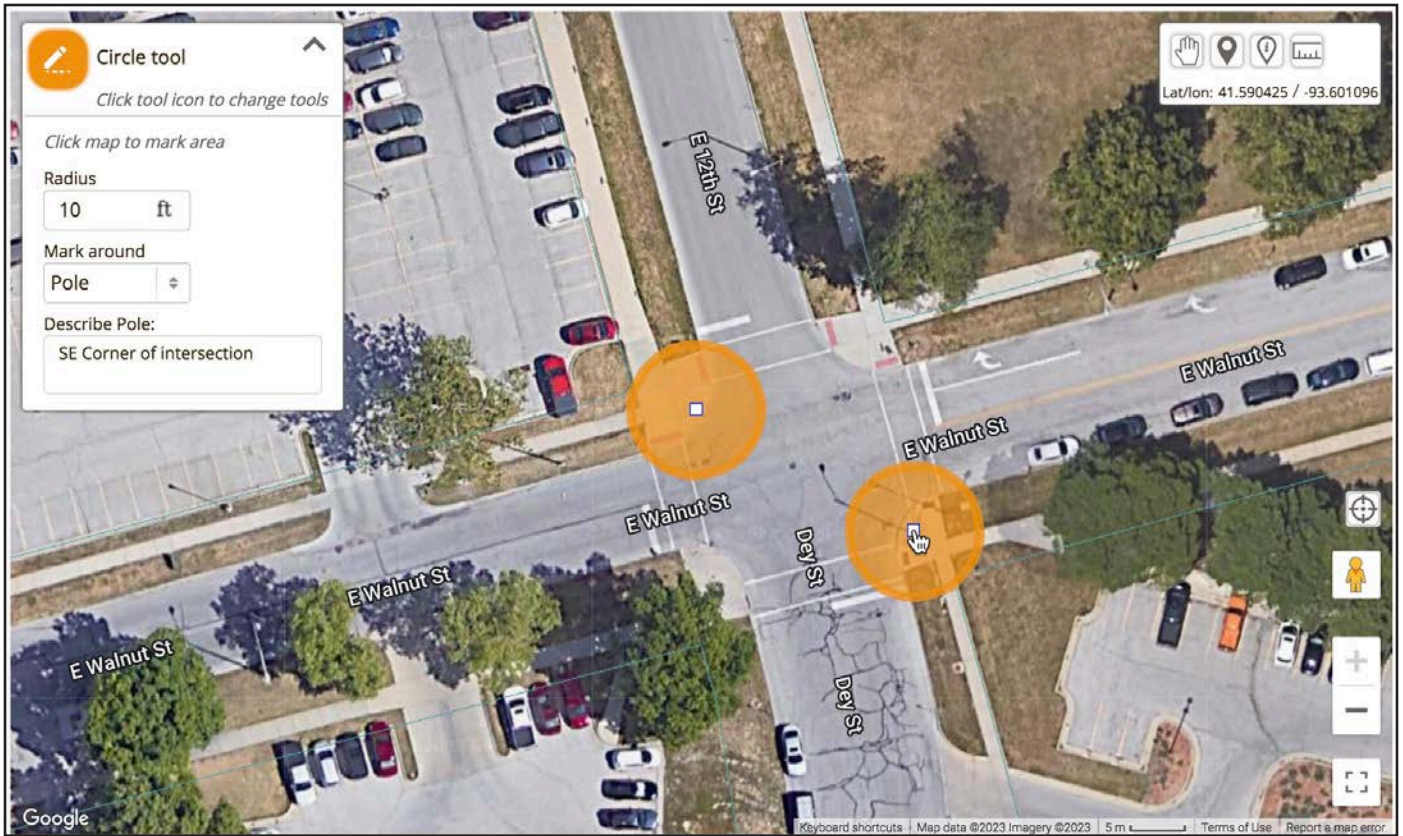 Circle tool
Click tool icon to change tools
Click map to mark area
Radius
10 ft
Mark around
Pole
Describe Pole:
SE Corner of intersection
Lat/lon: 41.590425 / -93.601096
E 12th St
E Walnut St
E Walnut St
E Walnut St
E Walnut St
E Walnut St
Dey St
Dey St
Google
Keyboard shortcuts Map data ©2023 Imagery ©2023 5 m Terms of Use Report a map error